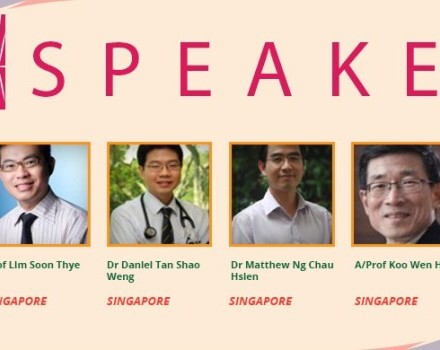 SPEAKE
of Lim Soon Thye
Dr Daniel Tan Shao
Weng
Dr Matthew Ng Chau
Hsien
A/Prof Koo Wen H
NGAPORE
SINGAPORE
SINGAPORE
SINGAPORE